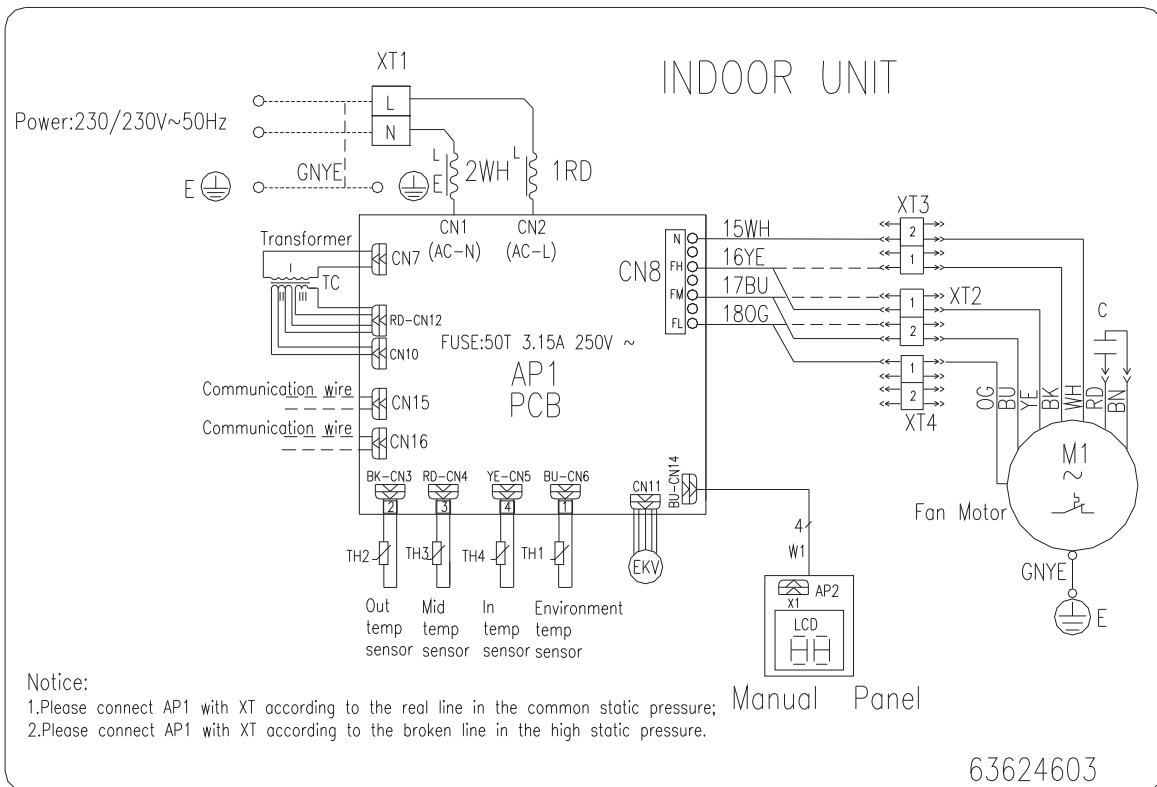 INDOOR UNIT
XT1
L
N
Power:230/230V~50Hz
GNYE
E
L
E
2WH
L
1RD
CN1
(AC-N)
CN2
(AC-L)
Transformer
I
II
III
TC
CN7
RD-CN12
CN10
FUSE:50T 3.15A 250V ~
AP1
PCB
Communication wire
CN15
Communication wire
CN16
CN8
N
FH
FM
FL
15WH
16YE
17BU
18OG
XT3
2
1
XT2
1
2
1
2
XT4
C
OG
BU
YE
BK
WH
RD
BN
M1
~
Fan Motor
GNYE
E
BK-CN3
RD-CN4
YE-CN5
BU-CN6
2
3
4
1
CN11
BU-CN14
TH2
TH3
TH4
TH1
EKV
4
W1
Out
temp
sensor
Mid
temp
sensor
In
temp
sensor
Environment
temp
sensor
AP2
X1
LCD
Manual Panel
Notice:
1.Please connect AP1 with XT according to the real line in the common static pressure;
2.Please connect AP1 with XT according to the broken line in the high static pressure.
63624603